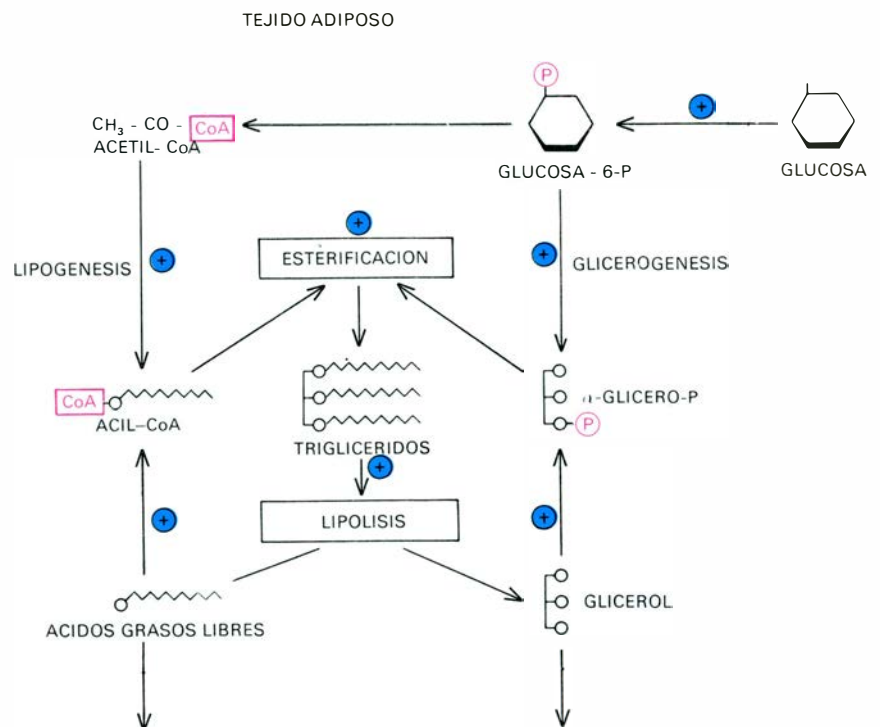 TEJIDO ADIPOSO
P
CH₃ - CO - CoA
ACETIL- CoA
+
GLUCOSA - 6-P
GLUCOSA
LIPOGENESIS
+
+
ESTERIFICACION
+
GLICEROGENESIS
CoA
ACIL-CoA
TRIGLICERIDOS
α-GLICERO-P
P
+
LIPOLISIS
+
+
ACIDOS GRASOS LIBRES
GLICEROL